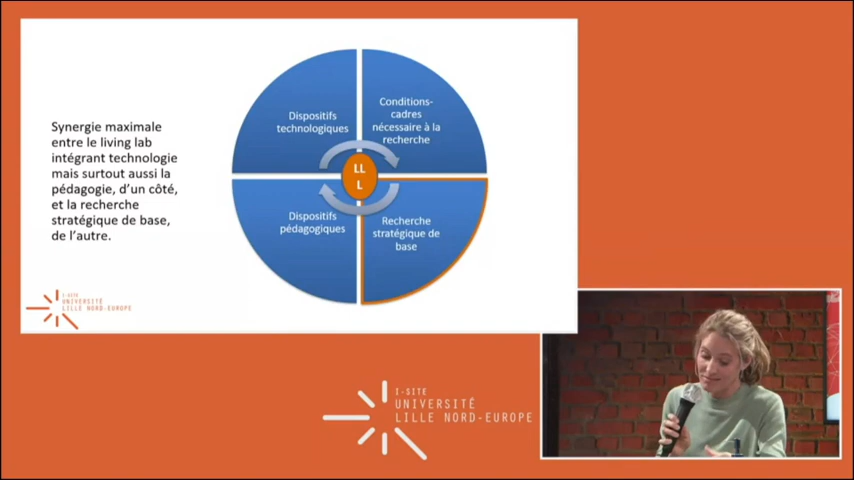 Synergie maximale
entre le living lab
intégrant technologie
mais surtout aussi la
pédagogie, d'un côté,
et la recherche
stratégique de base,
de l'autre.
Dispositifs
technologiques
Conditions-
cadres
nécessaire à la
recherche
LL
L
Dispositifs
pédagogiques
Recherche
stratégique de
base
I-SITE
UNIVERSITÉ
LILLE NORD-EUROPE
I-SITE
UNIVERSITÉ
LILLE NORD-EUROPE